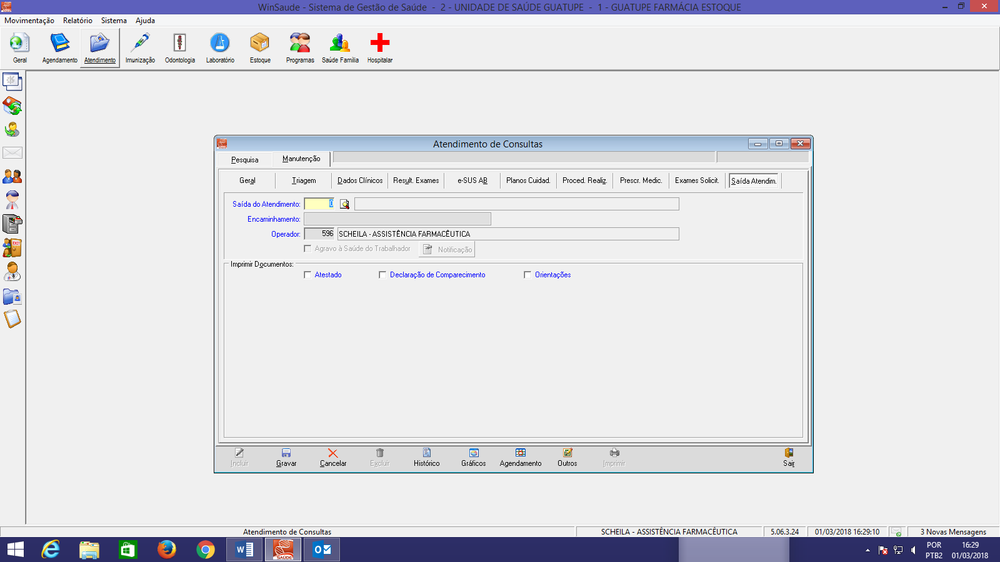 WinSaude - Sistema de Gestão de Saúde - 2 - UNIDADE DE SAÚDE GUATUPE - 1 - GUATUPE FARMÁCIA ESTOQUE
Movimentação Relatório Sistema Ajuda
Geral Agendamento Atendimento Imunização Odontologia Laboratório Estoque Programas Saúde Família Hospitalar
Atendimento de Consultas
Pesquisa Manutenção
Geral Triagem Dados Clínicos Result. Exames e-SUS AB Planos Cuidad. Proced. Realiz. Prescr. Medic. Exames Solicit. Saída Atendim.
Saída do Atendimento: 0
Encaminhamento:
Operador: 596 SCHEILA - ASSISTÊNCIA FARMACÊUTICA
Agravo à Saúde do Trabalhador Notificação
Imprimir Documentos:
Atestado Declaração de Comparecimento Orientações
Incluir Gravar Cancelar Excluir Histórico Gráficos Agendamento Outros Imprimir Sair
Atendimento de Consultas SCHEILA - ASSISTÊNCIA FARMACÊUTICA 5.06.3.24 01/03/2018 16:29:10 3 Novas Mensagens
POR 16:29
PTB2 01/03/2018